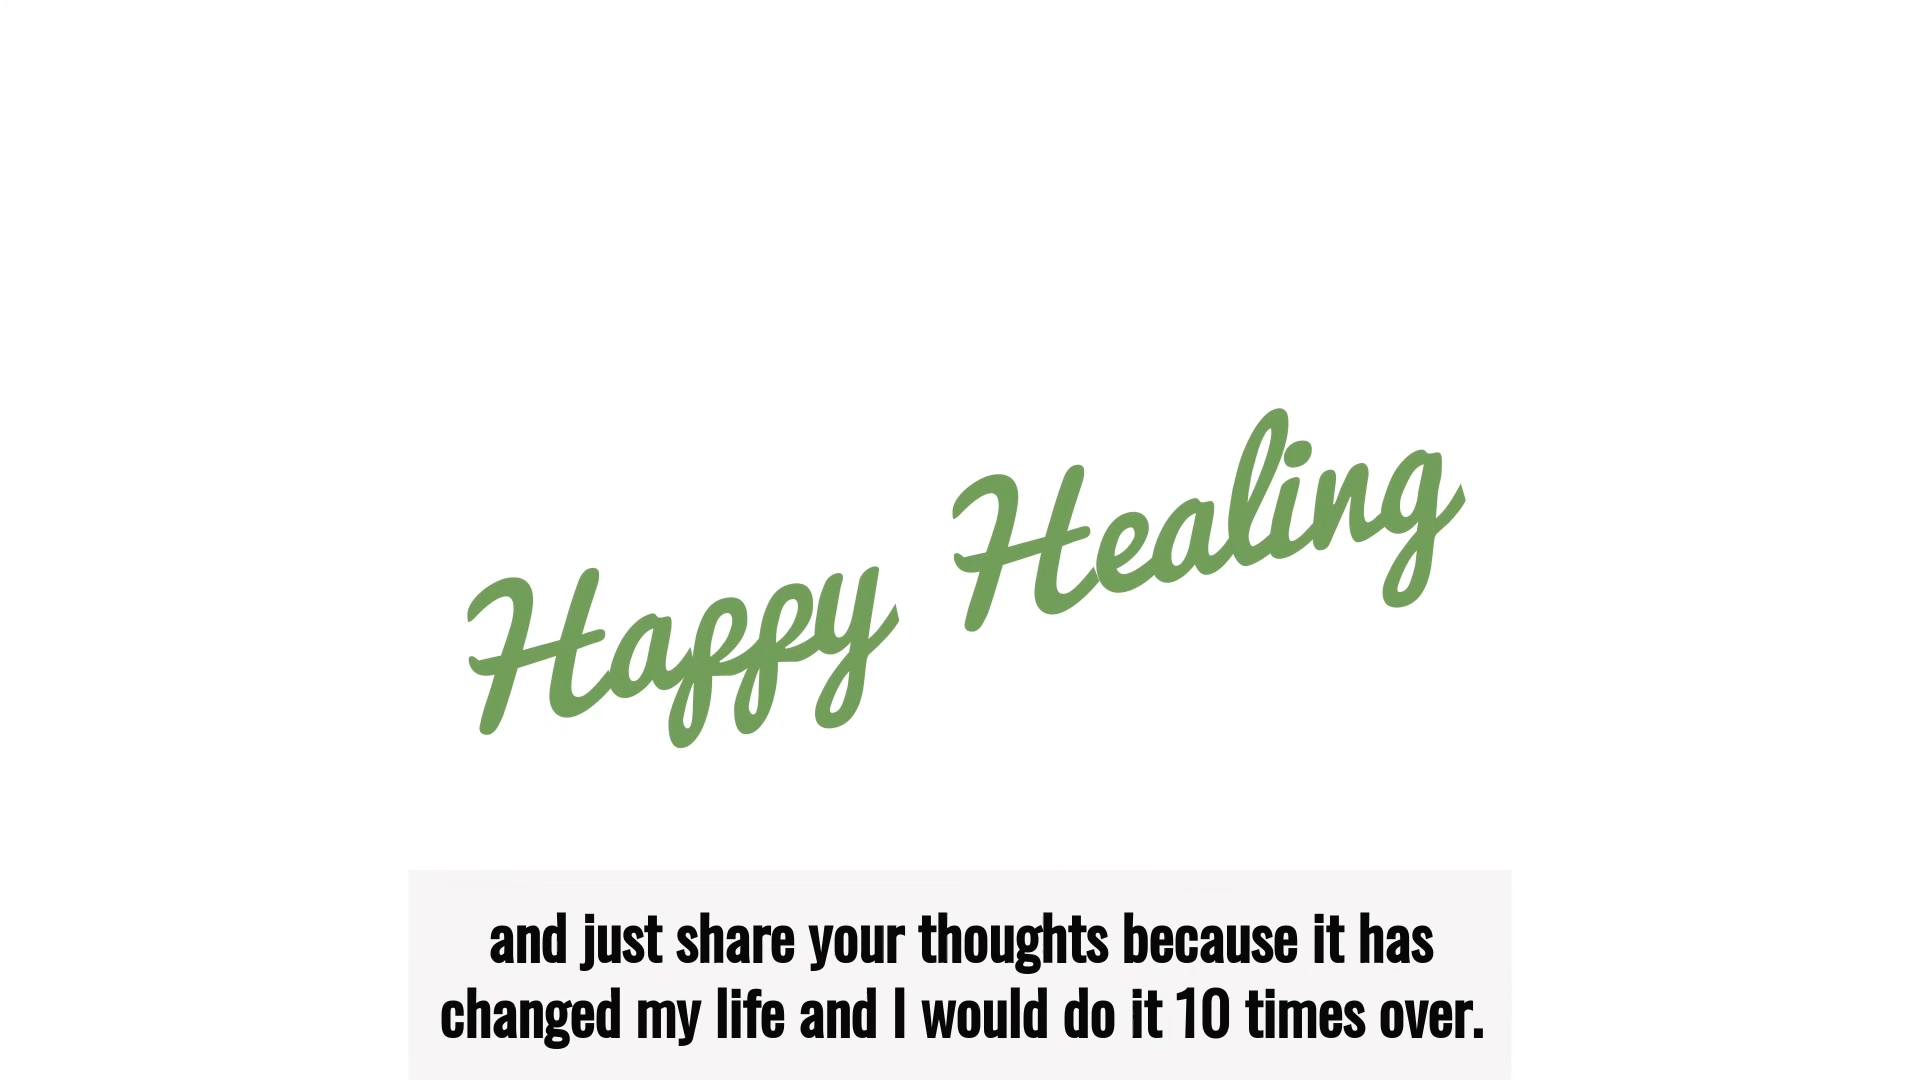 Happy Healing
and just share your thoughts because it has
changed my life and I would do it 10 times over.